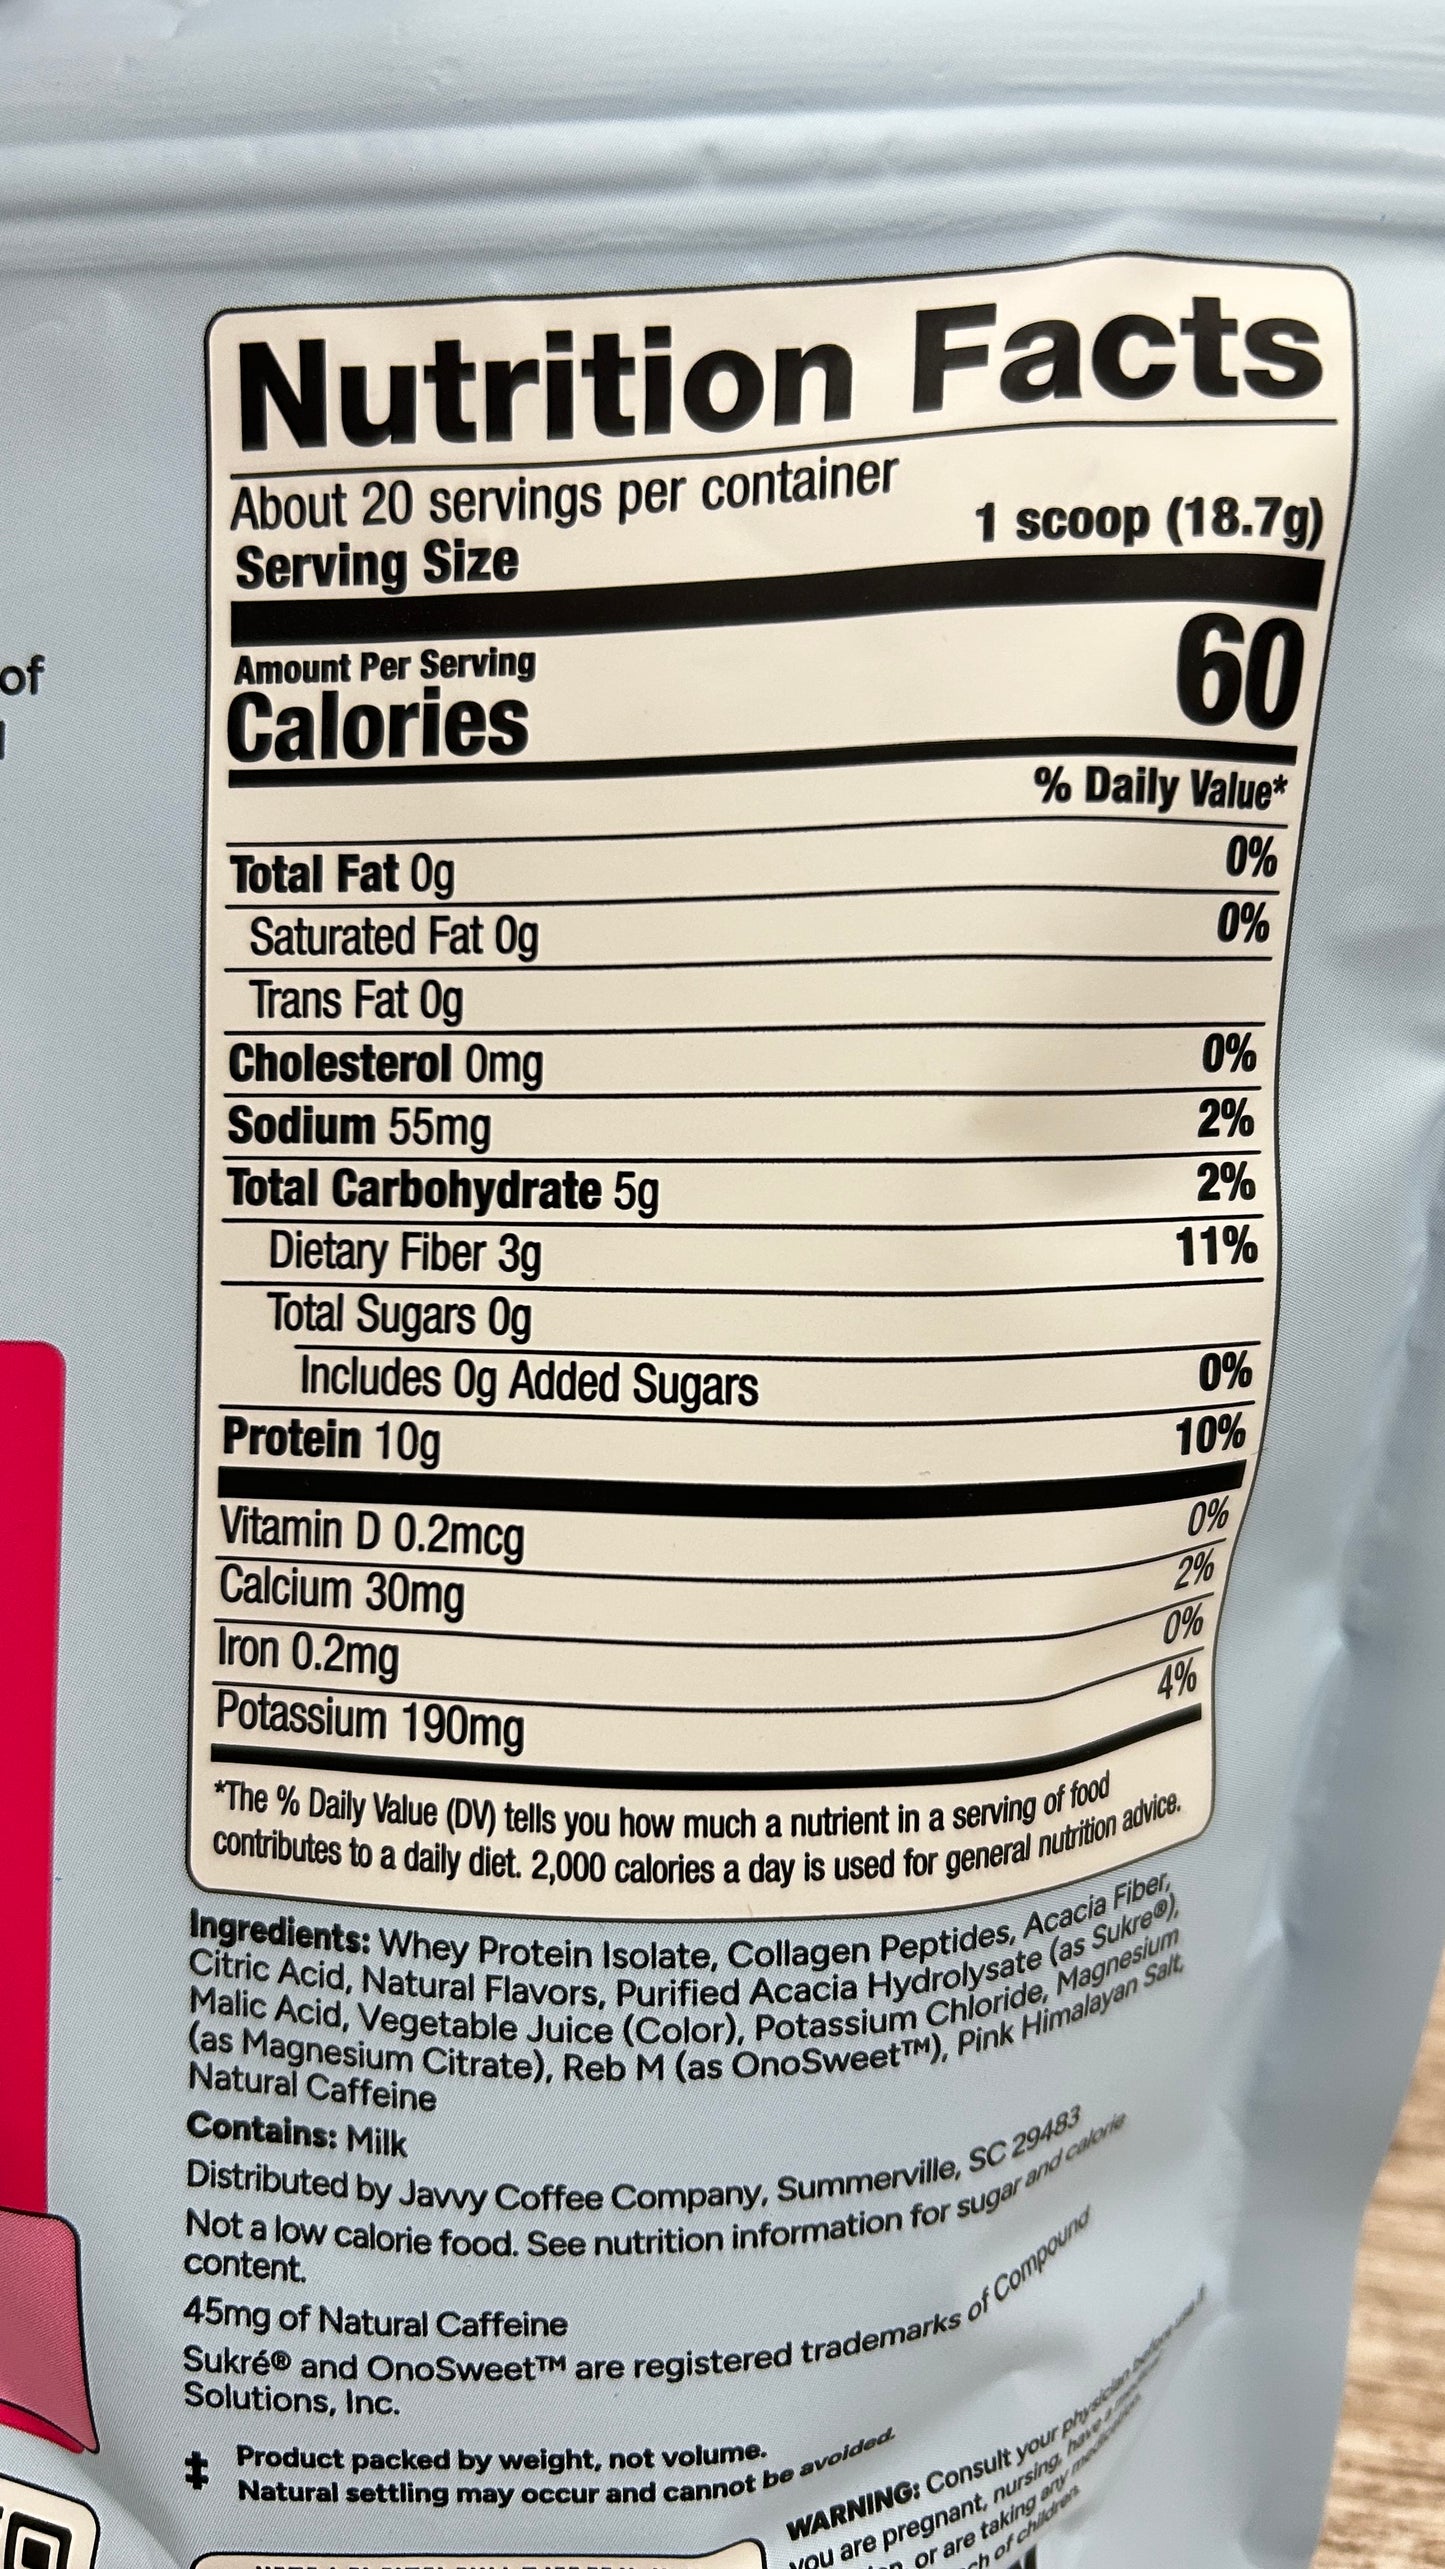 of
Nutrition Facts
About 20 servings per container
Serving Size 1 scoop (18.7g)
Amount Per Serving
Calories 60
% Daily Value*
Total Fat 0g 0%
Saturated Fat 0g 0%
Trans Fat 0g
Cholesterol 0mg 0%
Sodium 55mg 2%
Total Carbohydrate 5g 2%
Dietary Fiber 3g 11%
Total Sugars 0g
Includes 0g Added Sugars 0%
Protein 10g 10%
Vitamin D 0.2mcg 0%
Calcium 30mg 2%
Iron 0.2mg 0%
Potassium 190mg 4%
*The % Daily Value (DV) tells you how much a nutrient in a serving of food
contributes to a daily diet. 2,000 calories a day is used for general nutrition advice.
Ingredients: Whey Protein Isolate, Collagen Peptides, Acacia Fiber,
Citric Acid, Natural Flavors, Purified Acacia Hydrolysate (as Sukre®),
Malic Acid, Vegetable Juice (Color), Potassium Chloride, Magnesium
(as Magnesium Citrate), Reb M (as OnoSweet™), Pink Himalayan Salt,
Natural Caffeine
Contains: Milk
Distributed by Javvy Coffee Company, Summerville, SC 29483
Not a low calorie food. See nutrition information for sugar and calorie
content.
45mg of Natural Caffeine
Sukré® and OnoSweet™ are registered trademarks of Compound
Solutions, Inc.
‡ Product packed by weight, not volume.
Natural settling may occur and cannot be avoided.
WARNING: Consult your physician before use if
you are pregnant, nursing, have a
or are taking any medication.
of children.